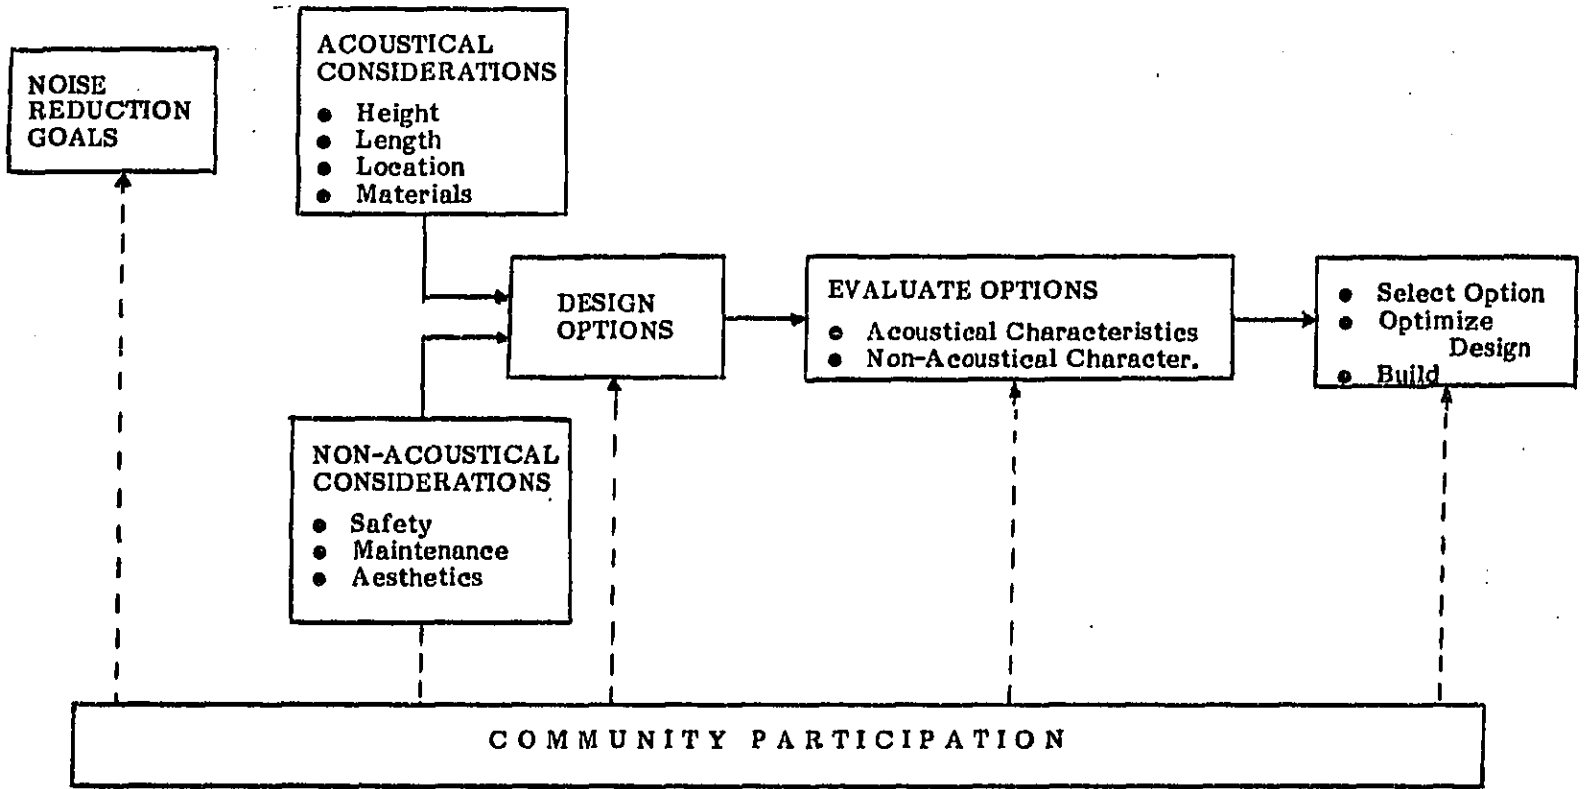 NOISE
REDUCTION
GOALS
ACOUSTICAL
CONSIDERATIONS
● Height
● Length
● Location
● Materials
NON-ACOUSTICAL
CONSIDERATIONS
● Safety
● Maintenance
● Aesthetics
DESIGN
OPTIONS
EVALUATE OPTIONS
● Acoustical Characteristics
● Non-Acoustical Character.
● Select Option
● Optimize
Design
● Build
COMMUNITY PARTICIPATION